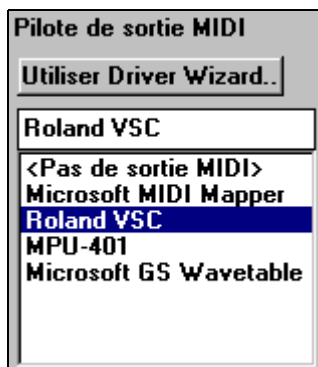 Pilote de sortie MIDI
Utiliser Driver Wizard..
Roland VSC
<Pas de sortie MIDI>
Microsoft MIDI Mapper
Roland VSC
MPU-401
Microsoft GS Wavetable